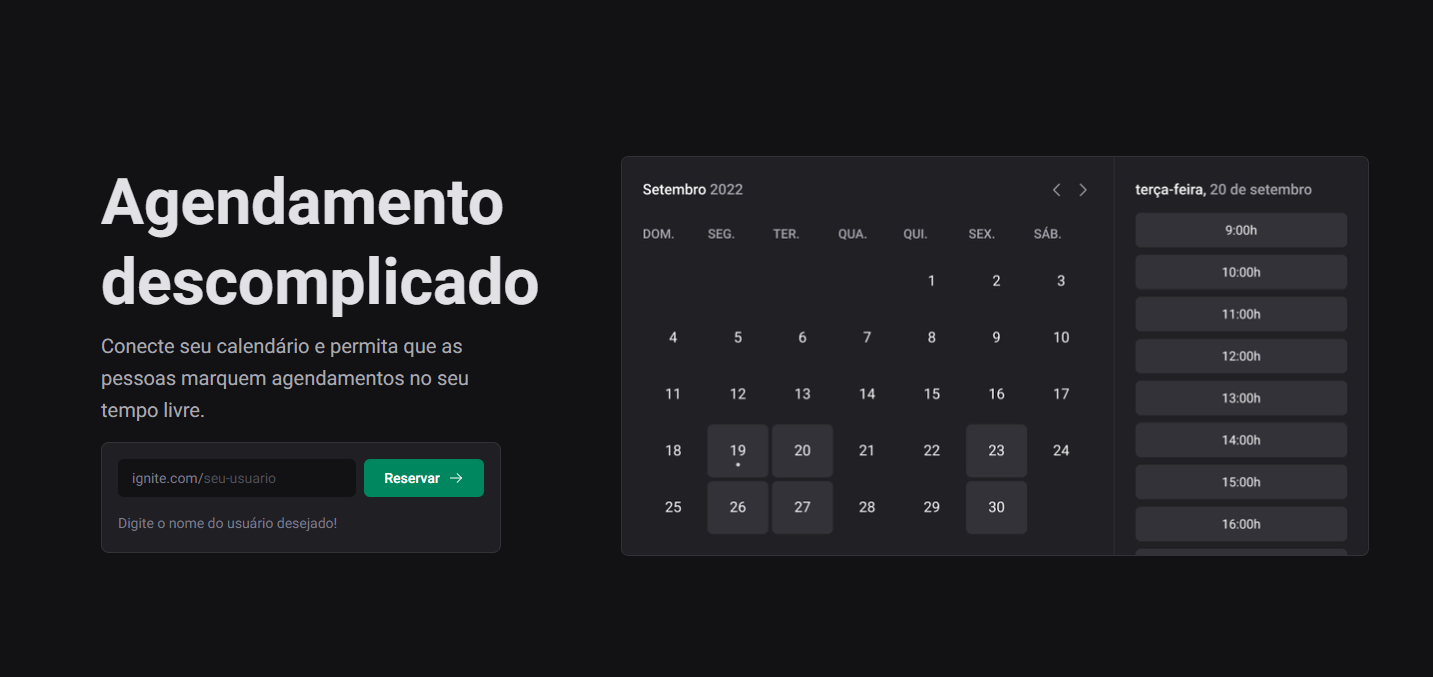 Agendamento
descomplicado
Conecte seu calendário e permita que as
pessoas marquem agendamentos no seu
tempo livre.
ignite.com/seu-usuario
Reservar
Digite o nome do usuário desejado!
Setembro 2022
DOM. SEG. TER. QUA. QUI. SEX. SÁB.
1 2 3
4 5 6 7 8 9 10
11 12 13 14 15 16 17
18 19 20 21 22 23 24
25 26 27 28 29 30
terça-feira, 20 de setembro
9:00h
10:00h
11:00h
12:00h
13:00h
14:00h
15:00h
16:00h